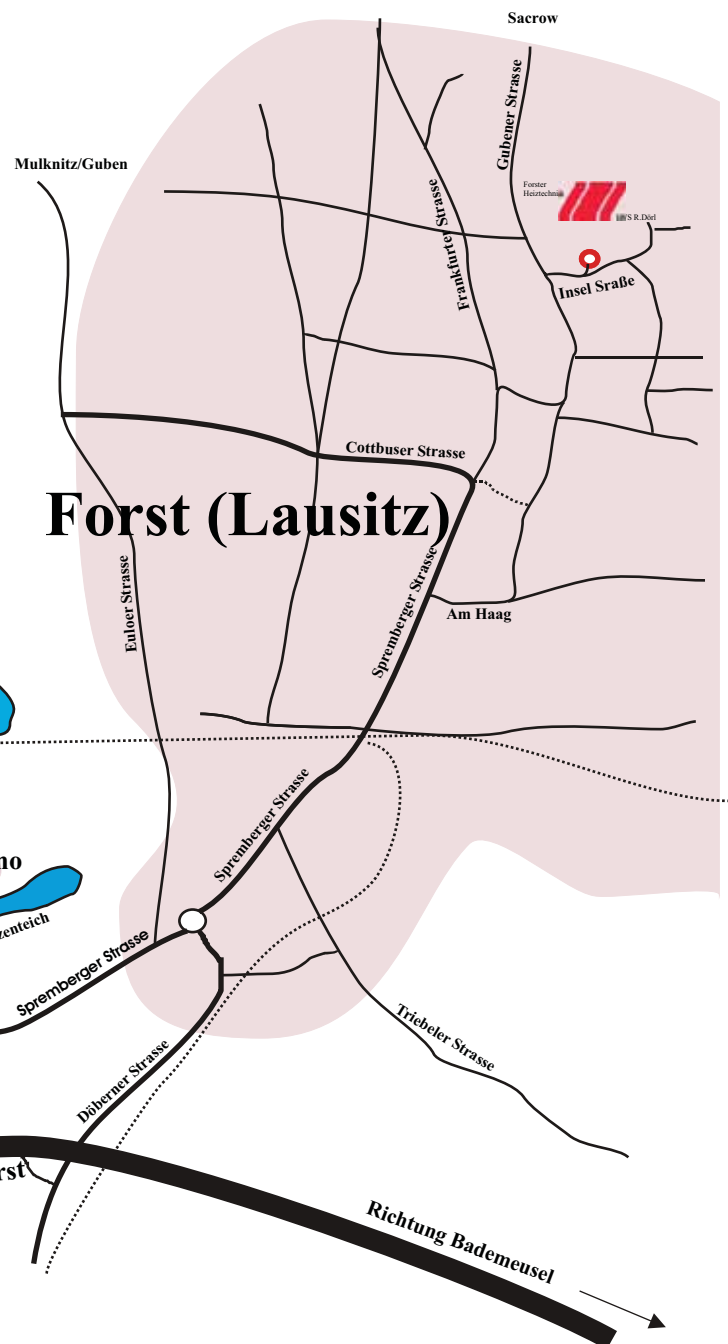 Sacrow
Gubener Strasse
Mulknitz/Guben
Forster
Heiztechnik
R.Dörl
Frankfurter Strasse
Insel Sraße
Cottbuser Strasse
Forst (Lausitz)
Euloer Strasse
Spremberger Strasse
Am Haag
Spremberger Strasse
no
zenteich
Spremberger Strasse
Triebeler Strasse
Döberner Strasse
rst
Richtung Bademeusel